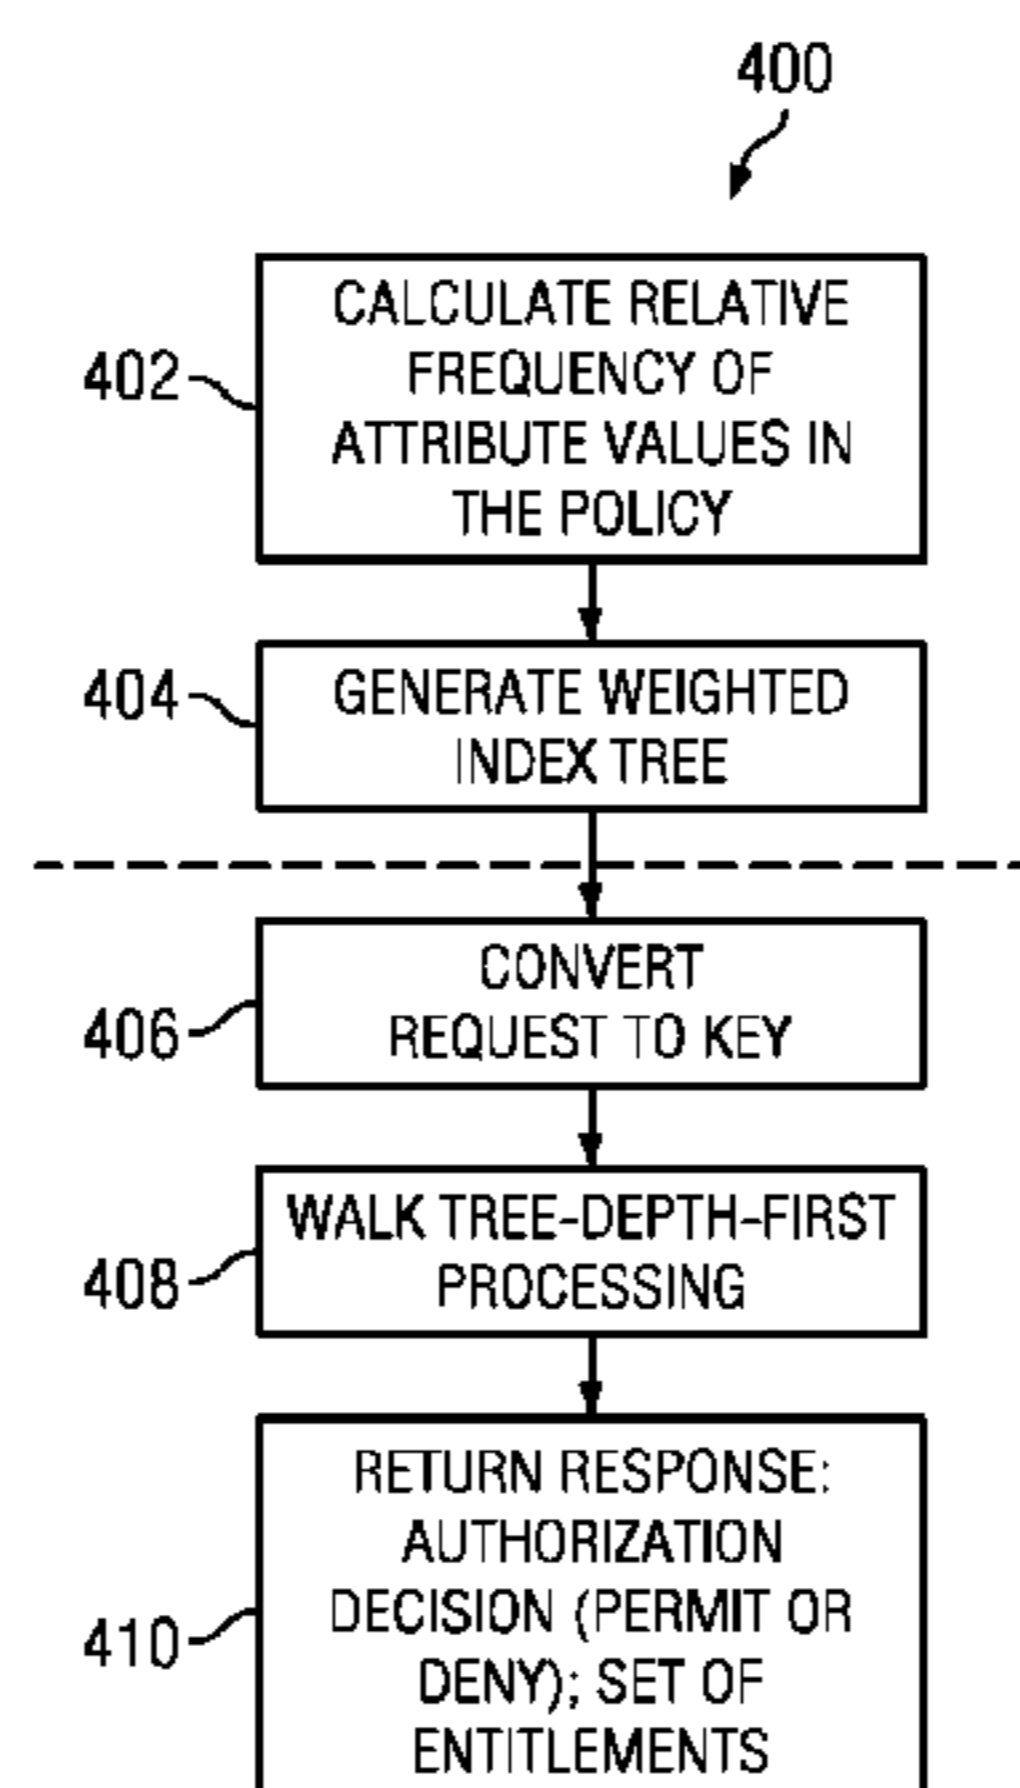 400
402
CALCULATE RELATIVE
FREQUENCY OF
ATTRIBUTE VALUES IN
THE POLICY
404
GENERATE WEIGHTED
INDEX TREE
406
CONVERT
REQUEST TO KEY
408
WALK TREE-DEPTH-FIRST
PROCESSING
410
RETURN RESPONSE:
AUTHORIZATION
DECISION (PERMIT OR
DENY); SET OF
ENTITLEMENTS